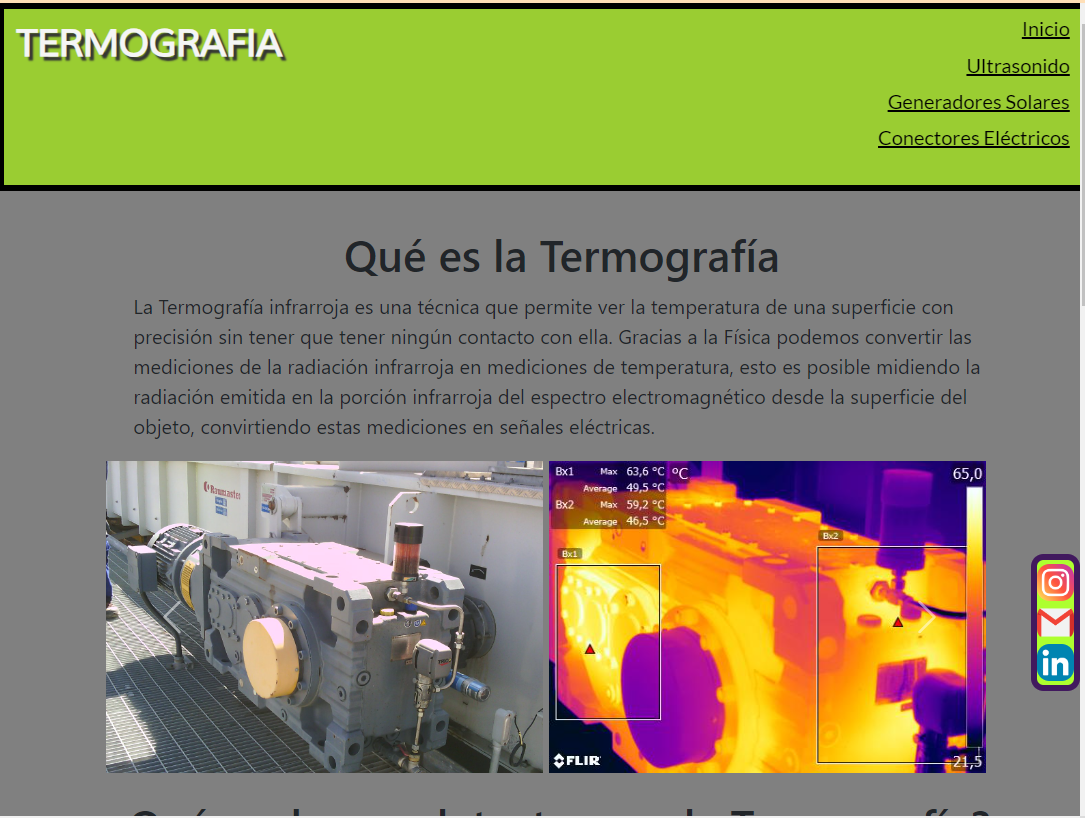 TERMOGRAFIA
Inicio
Ultrasonido
Generadores Solares
Conectores Eléctricos
Qué es la Termografía
La Termografía infrarroja es una técnica que permite ver la temperatura de una superficie con
precisión sin tener que tener ningún contacto con ella. Gracias a la Física podemos convertir las
mediciones de la radiación infrarroja en mediciones de temperatura, esto es posible midiendo la
radiación emitida en la porción infrarroja del espectro electromagnético desde la superficie del
objeto, convirtiendo estas mediciones en señales eléctricas.
Bx1 Max 63,6 °C
Average 49,5 °C
Bx2 Max 59,2 °C
Average 46,5 °C
ºC
65,0
Bx2
Bx1
FLIR
21,5
in